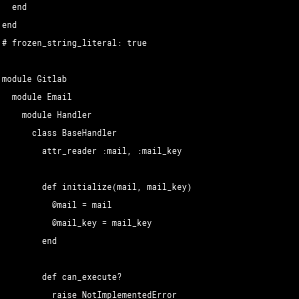 end
end
# frozen_string_literal: true

module Gitlab
  module Email
    module Handler
      class BaseHandler
        attr_reader :mail, :mail_key

        def initialize(mail, mail_key)
          @mail = mail
          @mail_key = mail_key
        end

        def can_execute?
          raise NotImplementedError